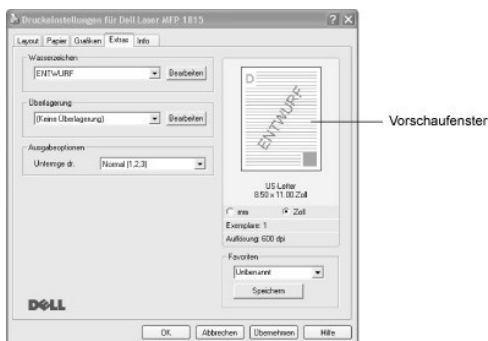 Druckeinstellungen für Dell Laser MFP 1815
Layout Papier Grafiken Extras Info
Wasserzeichen
ENTWURF
Bearbeiten
Überlagerung
(Keine Überlagerung)
Bearbeiten
Ausgabeoptionen
Untermge dr.
Normal (1,2,3)
D
ENTWURF
Vorschaufenster
US-Letter
8.50 x 11.00 Zoll
mm Zoll
Exemplare: 1
Auflösung: 600 dpi
Favoriten
Unbenannt
Speichern
DELL
OK Abbrechen Übernehmen Hilfe